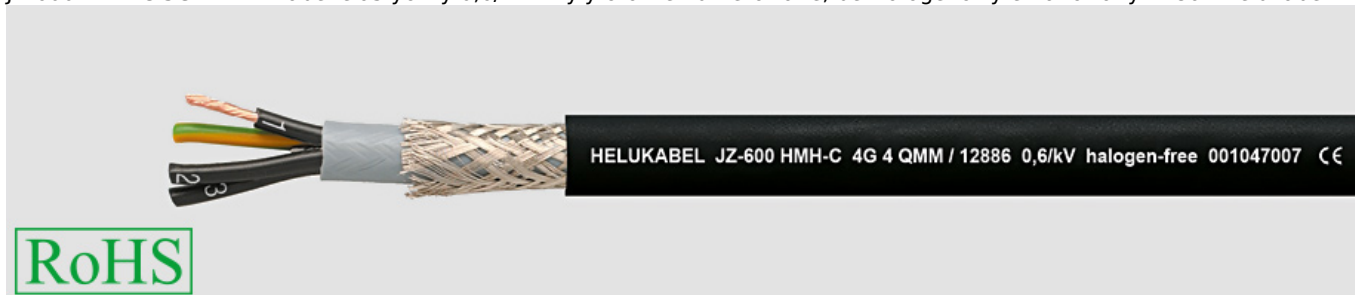 1
2
3
HELUKABEL JZ-600 HMH-C 4G 4 QMM / 12886 0,6/kV halogen-free 001047007 CE
RoHS